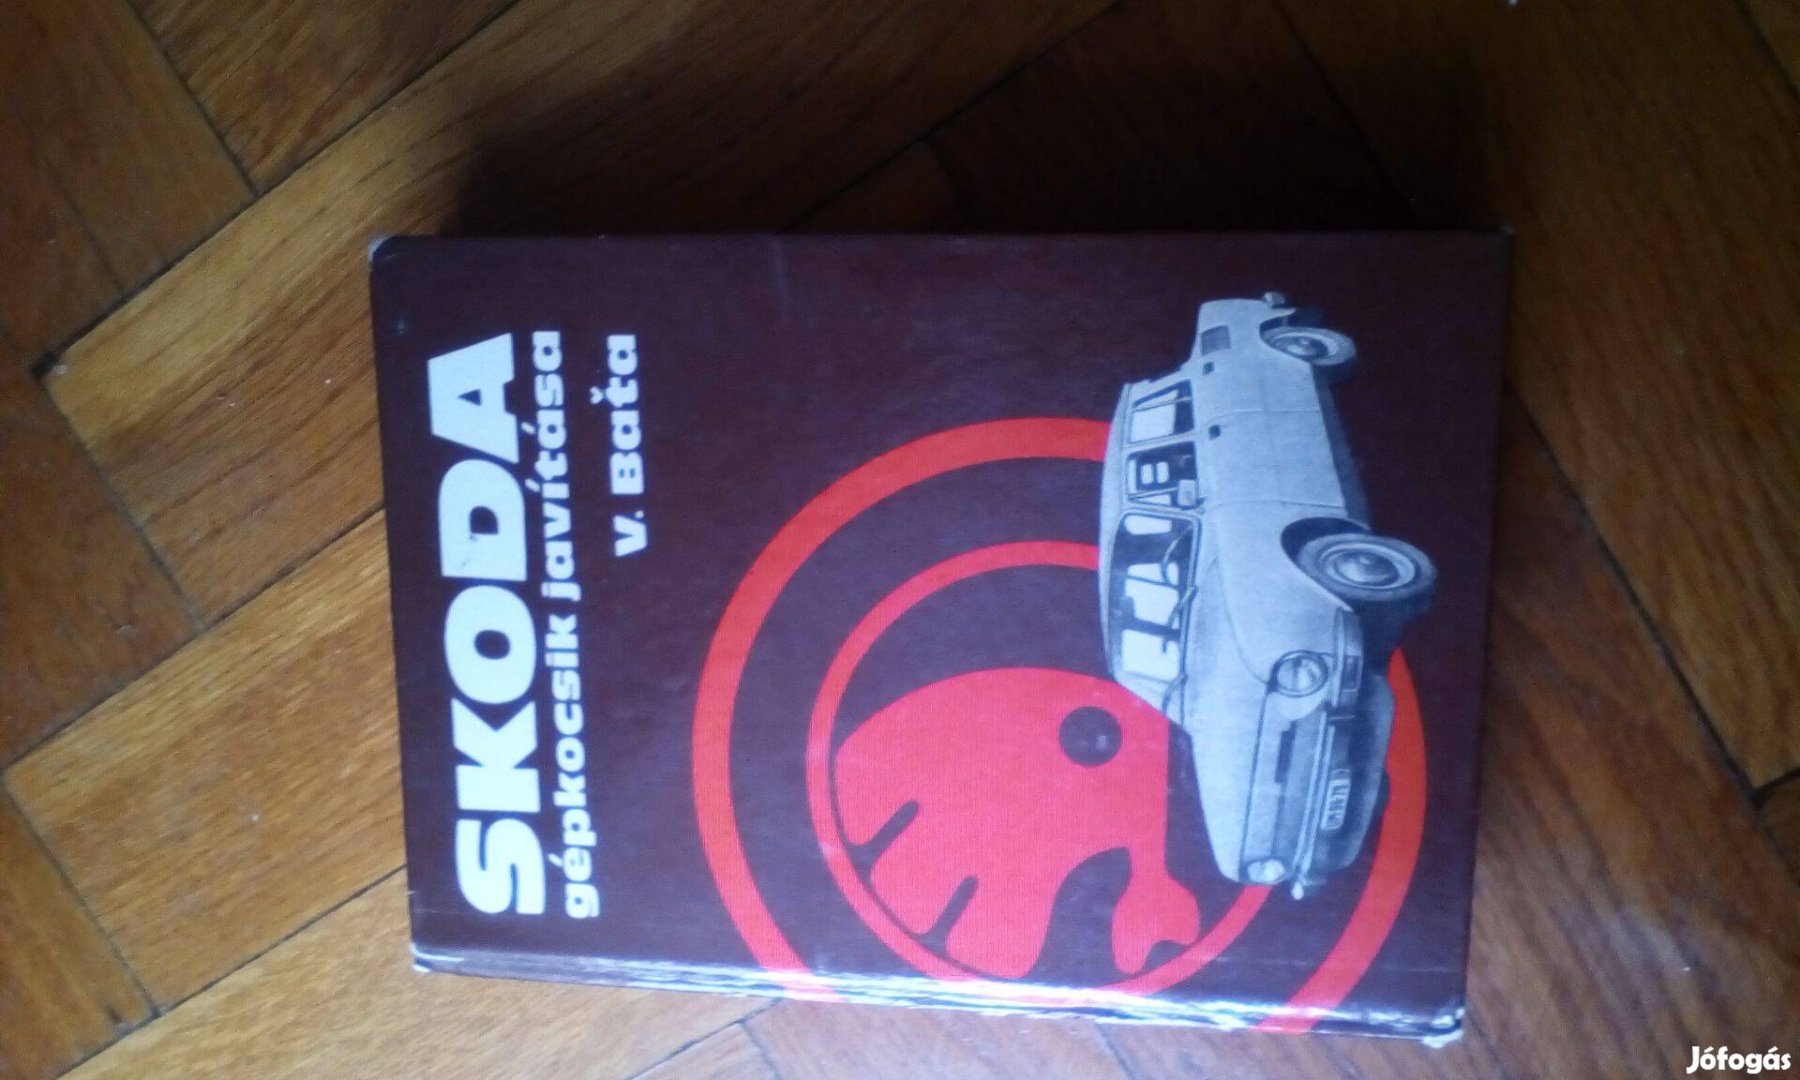 SKODA
gépkocsik javítása
V. Baťa
Jófogás